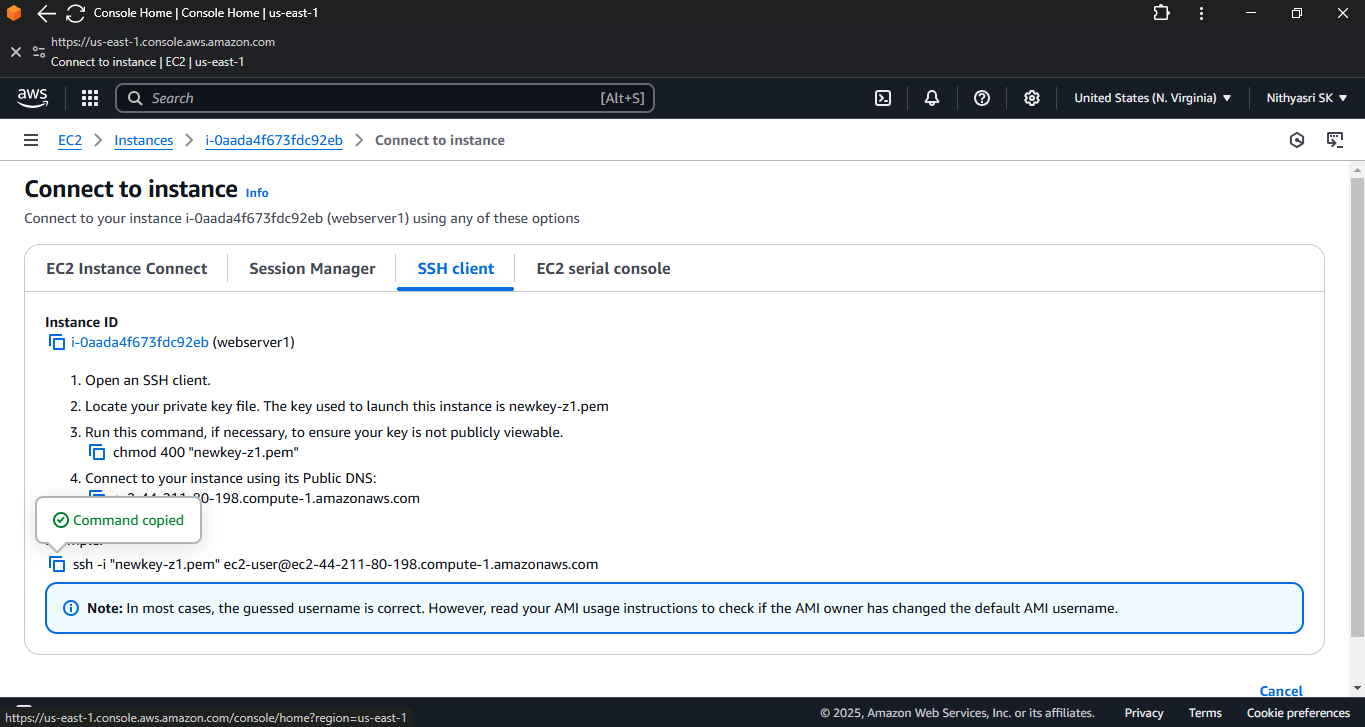 Console Home | Console Home | us-east-1
https://us-east-1.console.aws.amazon.com
Connect to instance | EC2 | us-east-1
aws
Search [Alt+S]
United States (N. Virginia)
Nithyasri SK
EC2 > Instances > i-0aada4f673fdc92eb > Connect to instance
Connect to instance Info
Connect to your instance i-0aada4f673fdc92eb (webserver1) using any of these options
EC2 Instance Connect
Session Manager
SSH client
EC2 serial console
Instance ID
i-0aada4f673fdc92eb (webserver1)
1. Open an SSH client.
2. Locate your private key file. The key used to launch this instance is newkey-z1.pem
3. Run this command, if necessary, to ensure your key is not publicly viewable.
chmod 400 "newkey-z1.pem"
4. Connect to your instance using its Public DNS:
ec2-44-211-80-198.compute-1.amazonaws.com
Command copied
ssh -i "newkey-z1.pem" ec2-user@ec2-44-211-80-198.compute-1.amazonaws.com
Note: In most cases, the guessed username is correct. However, read your AMI usage instructions to check if the AMI owner has changed the default AMI username.
Cancel
https://us-east-1.console.aws.amazon.com/console/home?region=us-east-1
© 2025, Amazon Web Services, Inc. or its affiliates.
Privacy
Terms
Cookie preferences